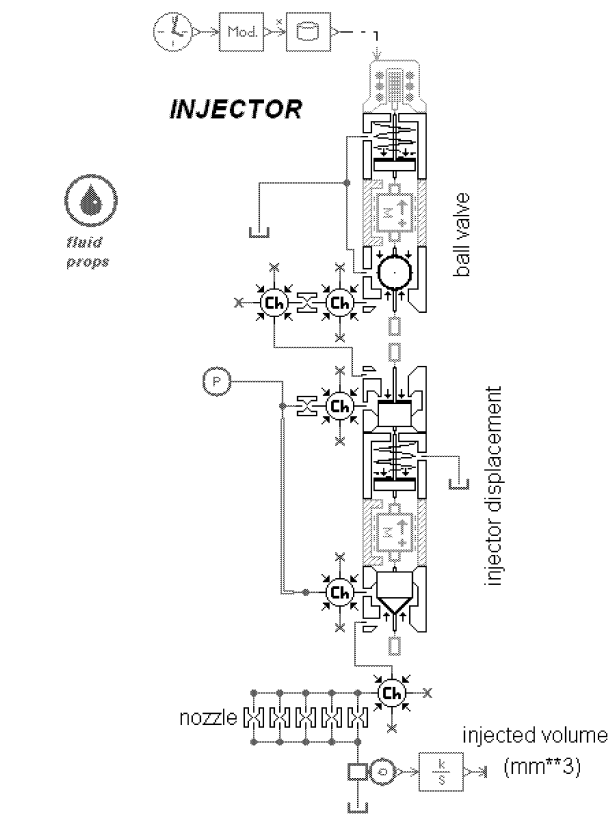 Mod.
x
INJECTOR
ball valve
fluid
props
M
Ch
Ch
P
Ch
injector displacement
M
Ch
Ch
nozzle
injected volume
(mm**3)
Q
k
s